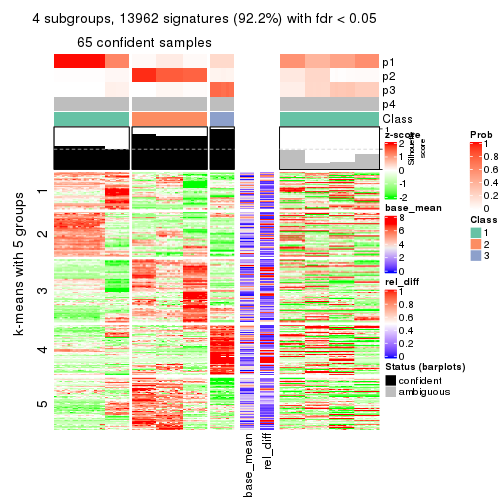 4 subgroups, 13962 signatures (92.2%) with fdr < 0.05
65 confident samples
p1
p2
p3
p4
Class
1
Silhouette
score
k-means with 5 groups
1
2
3
4
5
base_mean
rel_diff
z-score
2
1
0
-2
base_mean
8
6
4
2
0
rel_diff
1
0.8
0.6
0.4
0.2
0
Status (barplots)
confident
ambiguous
Prob
1
0.8
0.6
0.4
0.2
0
Class
1
2
3